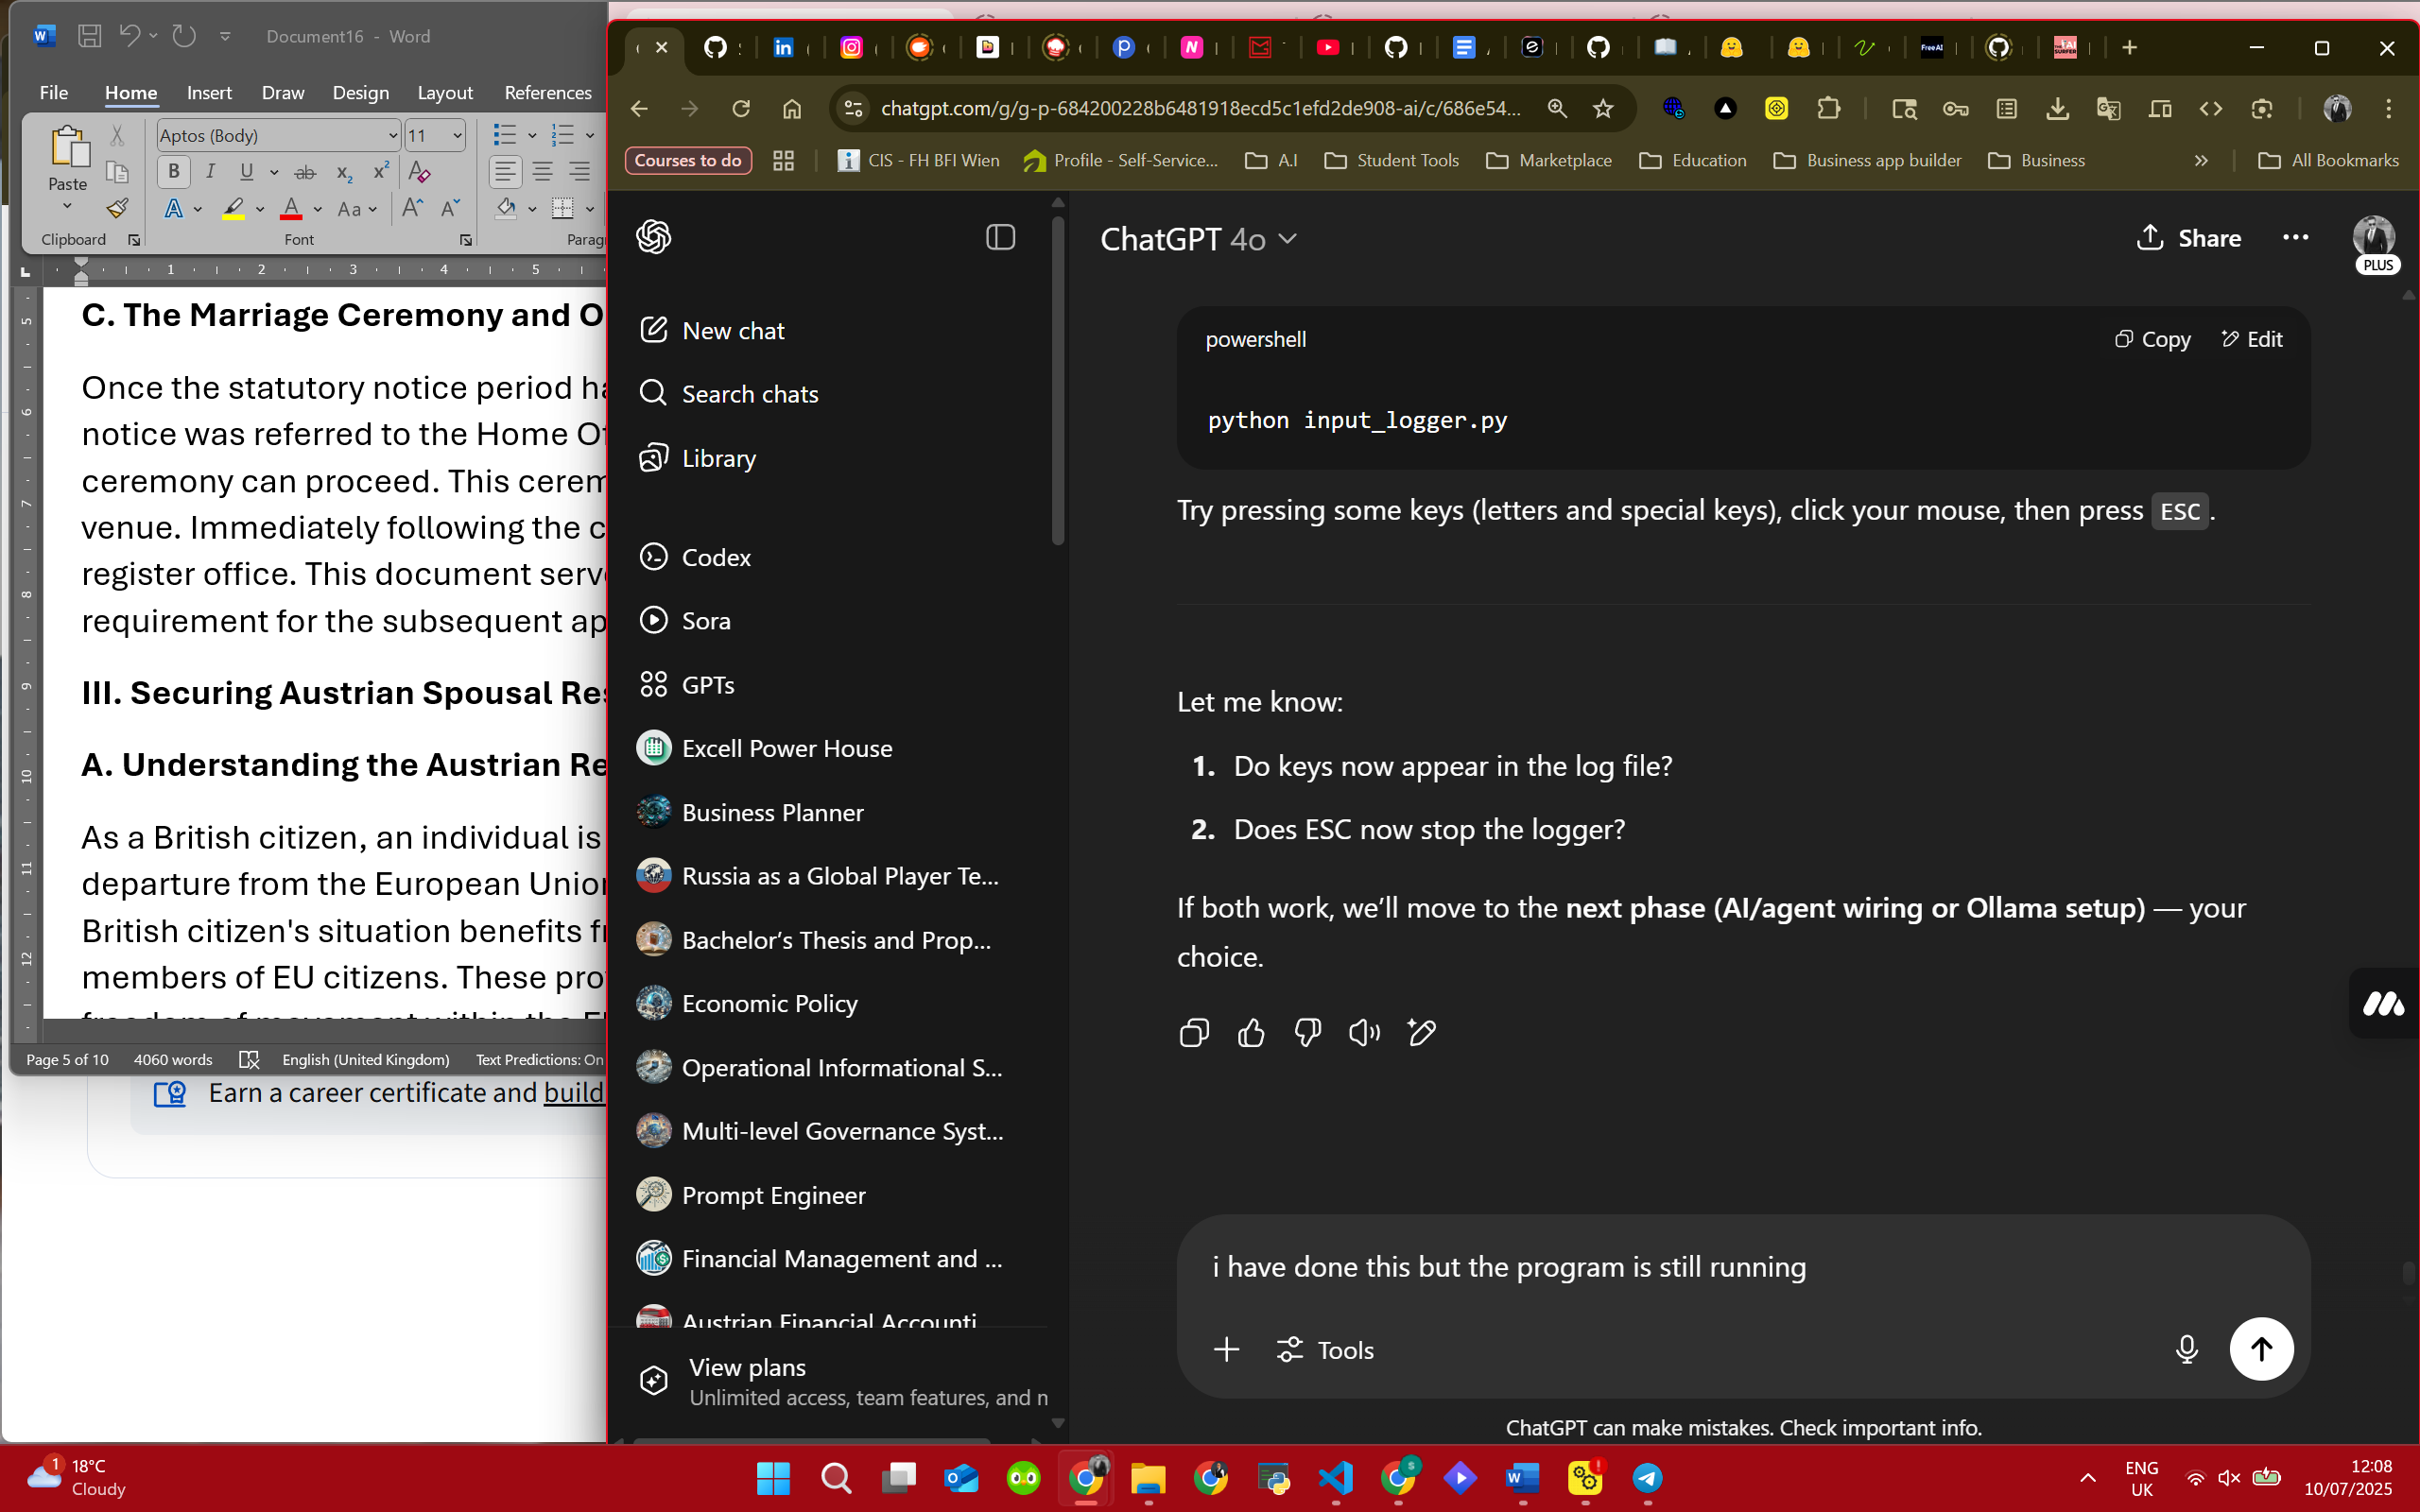 Document16 - Word
File Home Insert Draw Design Layout References
Aptos (Body) 11
Paste
Clipboard Font
C. The Marriage Ceremony and
Once the statutory notice period
notice was referred to the Home
ceremony can proceed. This
venue. Immediately following the
register office. This document
requirement for the subsequent
III. Securing Austrian Spousal
A. Understanding the Austrian
As a British citizen, an individual is
departure from the European
British citizen's situation benefits
members of EU citizens. These
Page 5 of 10 4060 words English (United Kingdom) Text Predictions: On
Earn a career certificate and build
chatgpt.com/g/g-p-684200228b6481918ecd5c1efd2de908-ai/c/686e54...
Courses to do CIS - FH BFI Wien Profile - Self-Service... A.I Student Tools Marketplace Education Business app builder Business » All Bookmarks
New chat
Search chats
Library
Codex
Sora
GPTs
Excell Power House
Business Planner
Russia as a Global Player Te...
Bachelor’s Thesis and Prop...
Economic Policy
Operational Informational S...
Multi-level Governance Syst...
Prompt Engineer
Financial Management and ...
Austrian Financial Accounti
View plans
Unlimited access, team features, and
ChatGPT 4o
Share
PLUS
powershell
Copy Edit
python input_logger.py
Try pressing some keys (letters and special keys), click your mouse, then press ESC.
Let me know:
1. Do keys now appear in the log file?
2. Does ESC now stop the logger?
If both work, we’ll move to the next phase (AI/agent wiring or Ollama setup) — your
choice.
i have done this but the program is still running
Tools
ChatGPT can make mistakes. Check important info.
1
18°C
Cloudy
ENG
UK
12:08
10/07/2025